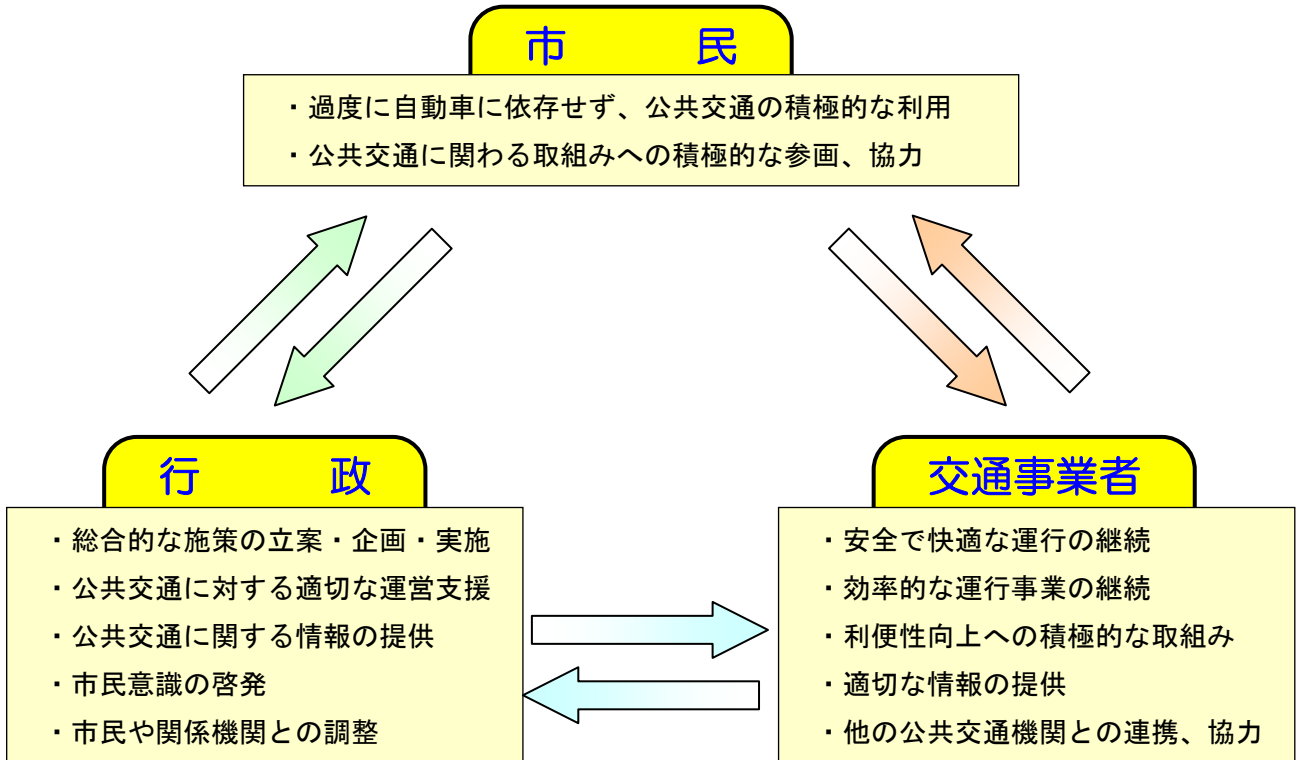 市　　民
・過度に自動車に依存せず、公共交通の積極的な利用
・公共交通に関わる取組みへの積極的な参画、協力
行　　政
・総合的な施策の立案・企画・実施
・公共交通に対する適切な運営支援
・公共交通に関する情報の提供
・市民意識の啓発
・市民や関係機関との調整
交通事業者
・安全で快適な運行の継続
・効率的な運行事業の継続
・利便性向上への積極的な取組み
・適切な情報の提供
・他の公共交通機関との連携、協力